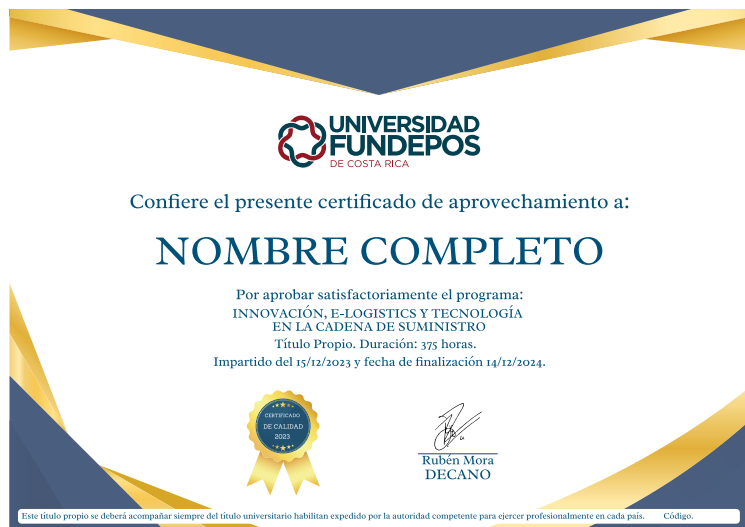 UNIVERSIDAD
FUNDEPOS
DE COSTA RICA
Confiere el presente certificado de aprovechamiento a:
NOMBRE COMPLETO
Por aprobar satisfactoriamente el programa:
INNOVACIÓN, E-LOGISTICS Y TECNOLOGÍA
EN LA CADENA DE SUMINISTRO
Título Propio. Duración: 375 horas.
Impartido del 15/12/2023 y fecha de finalización 14/12/2024.
CERTIFICADO
DE CALIDAD
2023
Rubén Mora
DECANO
Este título propio se deberá acompañar siempre del título universitario habilitan expedido por la autoridad competente para ejercer profesionalmente en cada país. Código.